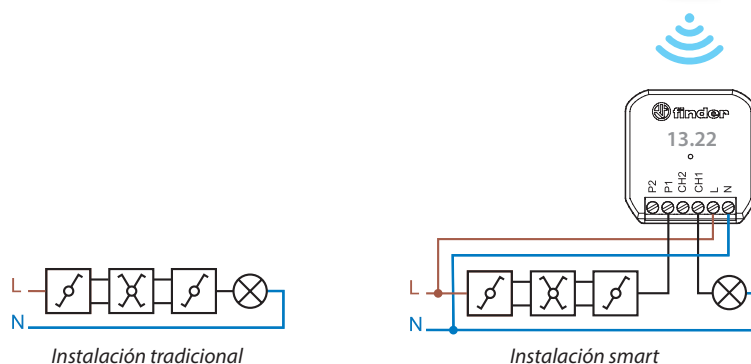 finder
13.22
P2 P1 CH2 CH1 L N
L
N
L
N
Instalación tradicional
Instalación smart